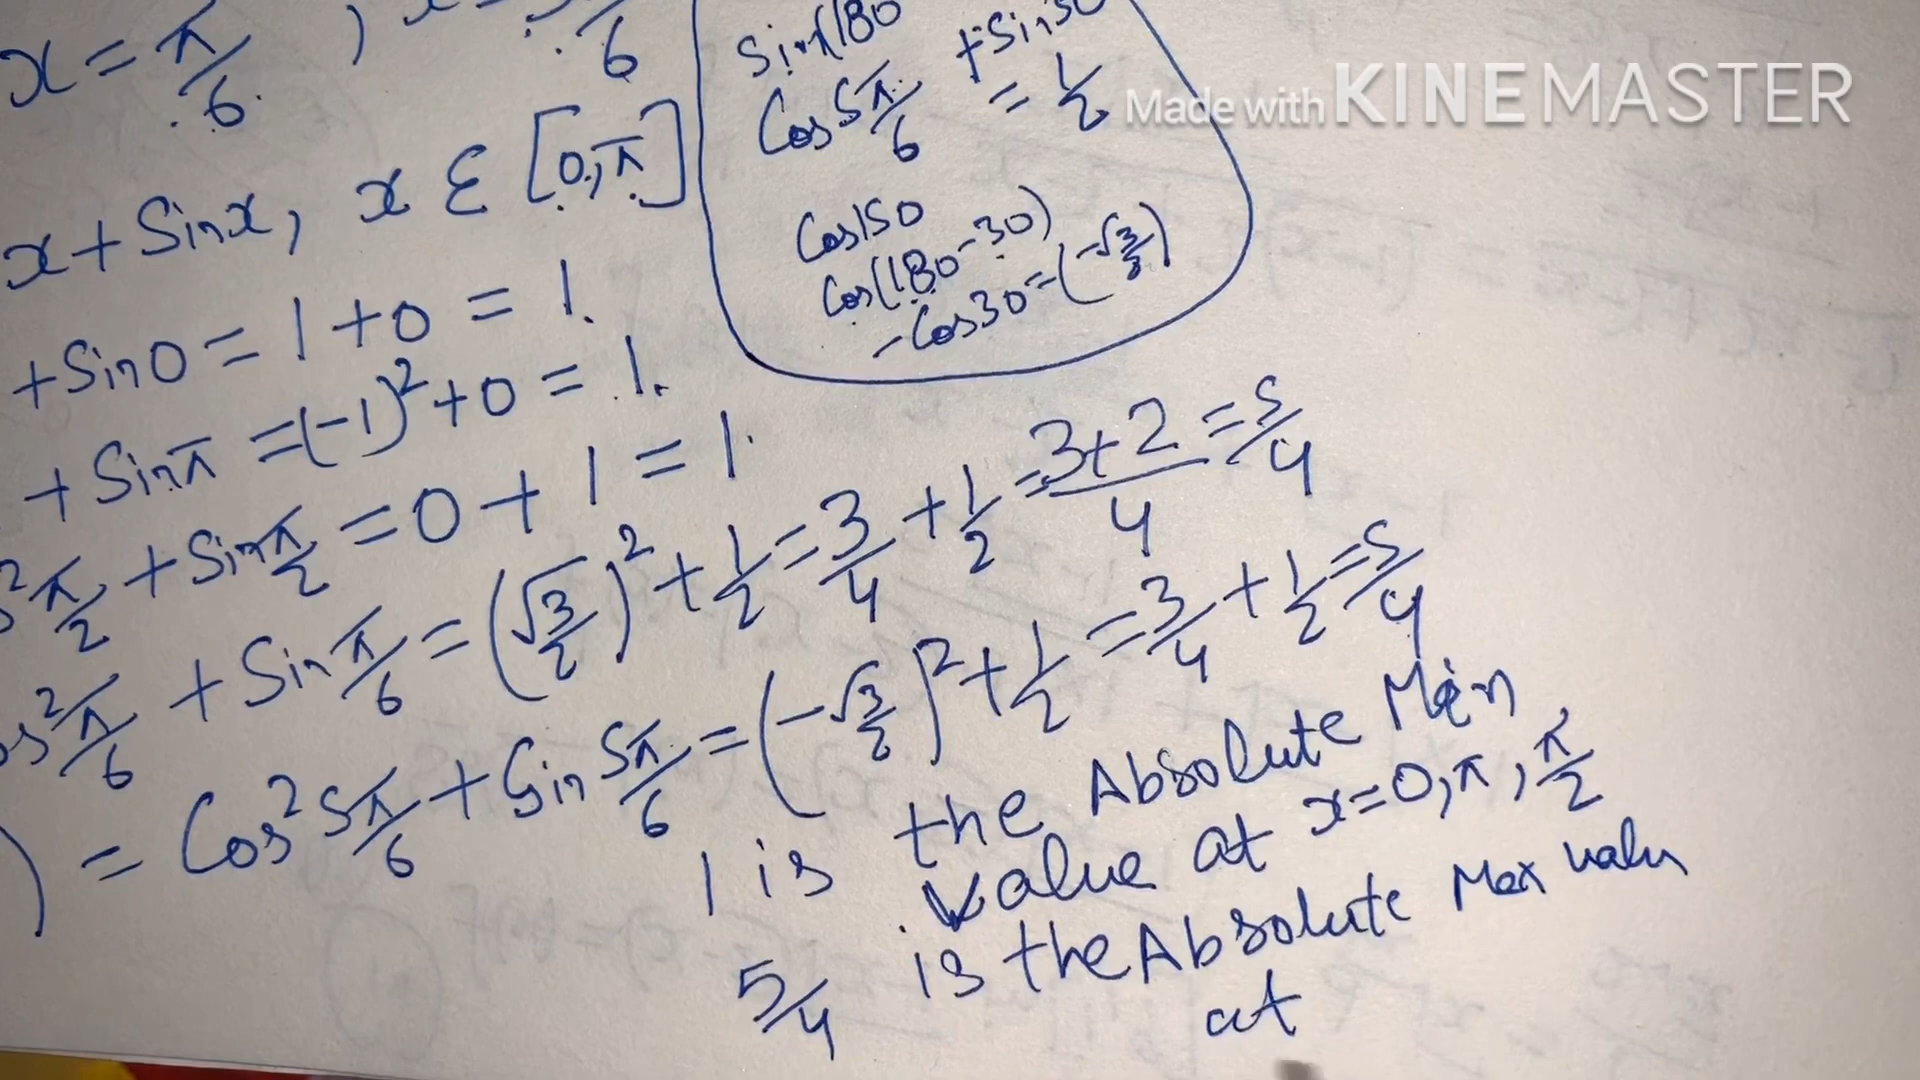 x = π/6 ,
6
sin(180
+sin30
Cos 5π/6 = 1/2
Made with KINEMASTER
x + Sinx, x ε [0,π]
Cos150
Cos(180-30)
-Cos30 = (-√3/2)
+Sin0 = 1+0 = 1.
+ Sinπ = (-1)²+0 = 1.
² π/2 + Sin π/2 = 0+1 = 1.
os² π/6 + Sin π/6 = (√3/2)² + 1/2 = 3/4 + 1/2 = 3+2/4 = 5/4
) = Cos² 5π/6 + Sin 5π/6 = (-√3/2)² + 1/2 = 3/4 + 1/2 = 5/4
1 is the Absolute Min
value at x=0,π,π/2
5/4 is the Absolute Max valu
at